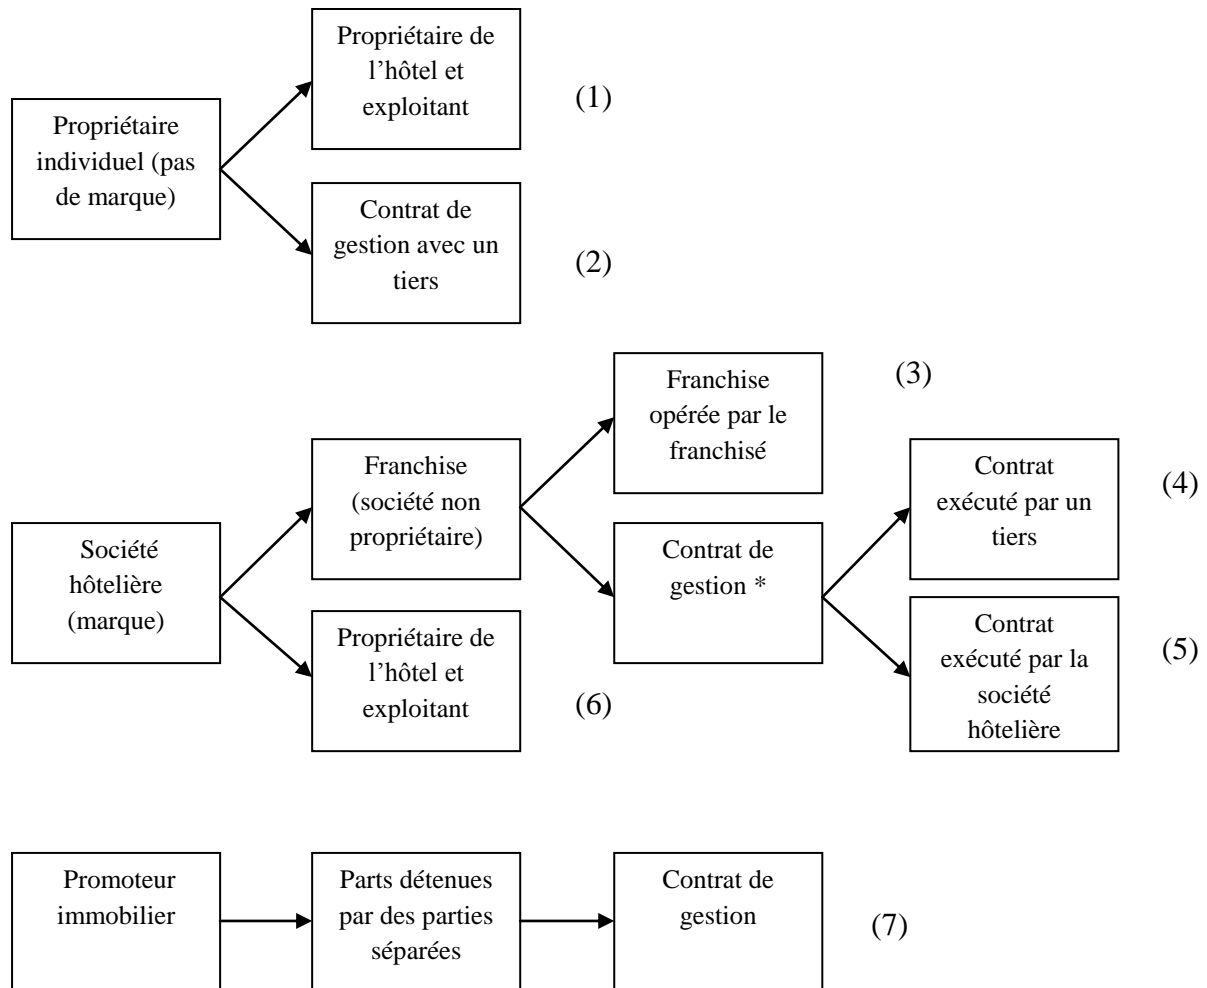 Propriétaire de
l’hôtel et
exploitant
(1)
Propriétaire
individuel (pas
de marque)
Contrat de
gestion avec un
tiers
(2)
Franchise
opérée par le
franchisé
(3)
Franchise
(société non
propriétaire)
Contrat
exécuté par un
tiers
(4)
Société
hôtelière
(marque)
Contrat de
gestion *
Propriétaire de
l’hôtel et
exploitant
(6)
Contrat
exécuté par la
société
hôtelière
(5)
Promoteur
immobilier
Parts détenues
par des parties
séparées
Contrat de
gestion
(7)